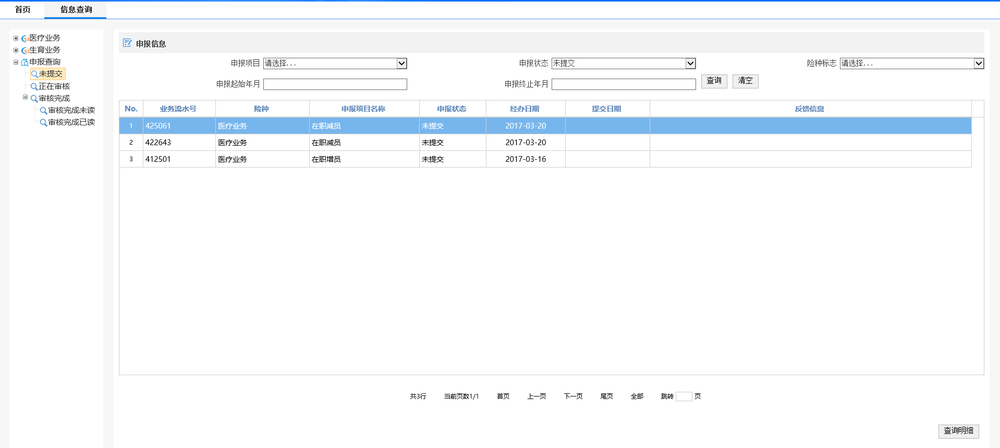 首页 信息查询
医疗业务
生育业务
申报查询
未提交
正在审核
审核完成
审核完成未读
审核完成已读
申报信息
申报项目 请选择... 申报状态 未提交 险种标志 请选择...
申报起始年月 申报终止年月 查询 清空
No. 业务流水号 险种 申报项目名称 申报状态 经办日期 提交日期 反馈信息
1 425061 医疗业务 在职减员 未提交 2017-03-20
2 422643 医疗业务 在职减员 未提交 2017-03-20
3 412501 医疗业务 在职增员 未提交 2017-03-16
共3行 当前页数1/1 首页 上一页 下一页 尾页 全部 跳转 页
查询明细